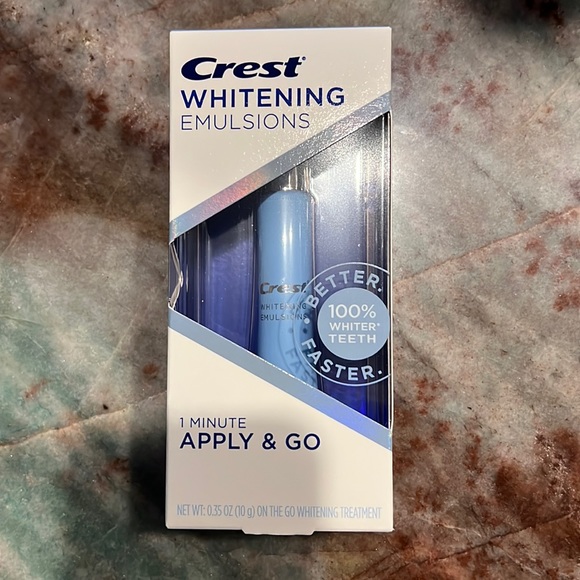 Crest
WHITENING
EMULSIONS
Crest
WHITENING
EMULSIONS
BETTER.
100%
WHITER*
TEETH
FASTER.
1 MINUTE
APPLY & GO
NET WT: 0.35 OZ (10 g) ON THE GO WHITENING TREATMENT